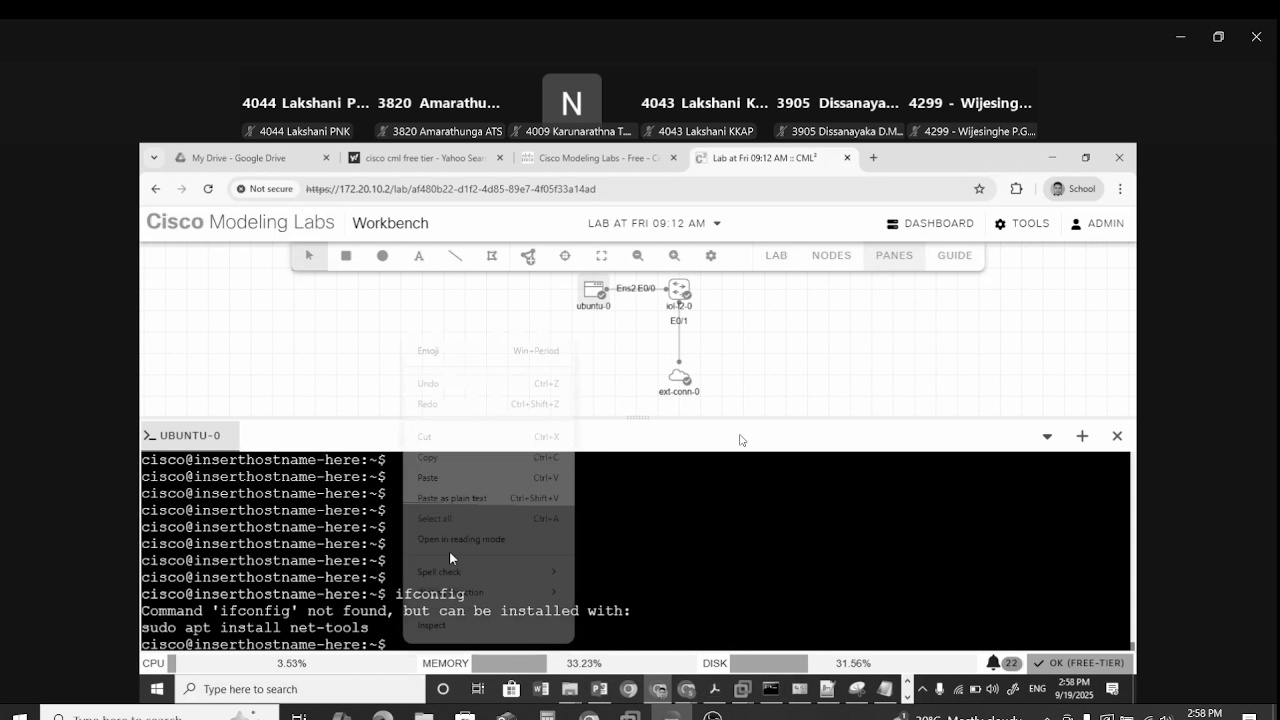 4044 Lakshani P... 3820 Amarathu... N 4043 Lakshani K... 3905 Dissanaya... 4299 - Wijesing...
4044 Lakshani PNK 3820 Amarathunga ATS 4009 Karunarathna T... 4043 Lakshani KKAP 3905 Dissanayaka D.M... 4299 - Wijesinghe P.G....
My Drive - Google Drive cisco cml free tier - Yahoo Sear Cisco Modeling Labs - Free - C Lab at Fri 09:12 AM :: CML²
Not secure https://172.20.10.2/lab/af480b22-d1f2-4d85-89e7-4f05f33a14ad School
Cisco Modeling Labs Workbench LAB AT FRI 09:12 AM DASHBOARD TOOLS ADMIN
A LAB NODES PANES GUIDE
Ens2 E0/0
ubuntu-0 iol-l2-0
E0/1
ext-conn-0
Emoji Win+Period
Undo Ctrl+Z
Redo Ctrl+Shift+Z
Cut Ctrl+X
Copy Ctrl+C
Paste Ctrl+V
Paste as plain text Ctrl+Shift+V
Select all Ctrl+A
Open in reading mode
Spell check
Inspect
UBUNTU-0
cisco@inserthostname-here:~$
cisco@inserthostname-here:~$
cisco@inserthostname-here:~$
cisco@inserthostname-here:~$
cisco@inserthostname-here:~$
cisco@inserthostname-here:~$
cisco@inserthostname-here:~$
cisco@inserthostname-here:~$
cisco@inserthostname-here:~$ ifconfig
Command 'ifconfig' not found, but can be installed with:
sudo apt install net-tools
cisco@inserthostname-here:~$
CPU 3.53% MEMORY 33.23% DISK 31.56% 22 OK (FREE-TIER)
Type here to search ENG 2:58 PM
9/19/2025
Type here to search 2:58 PM